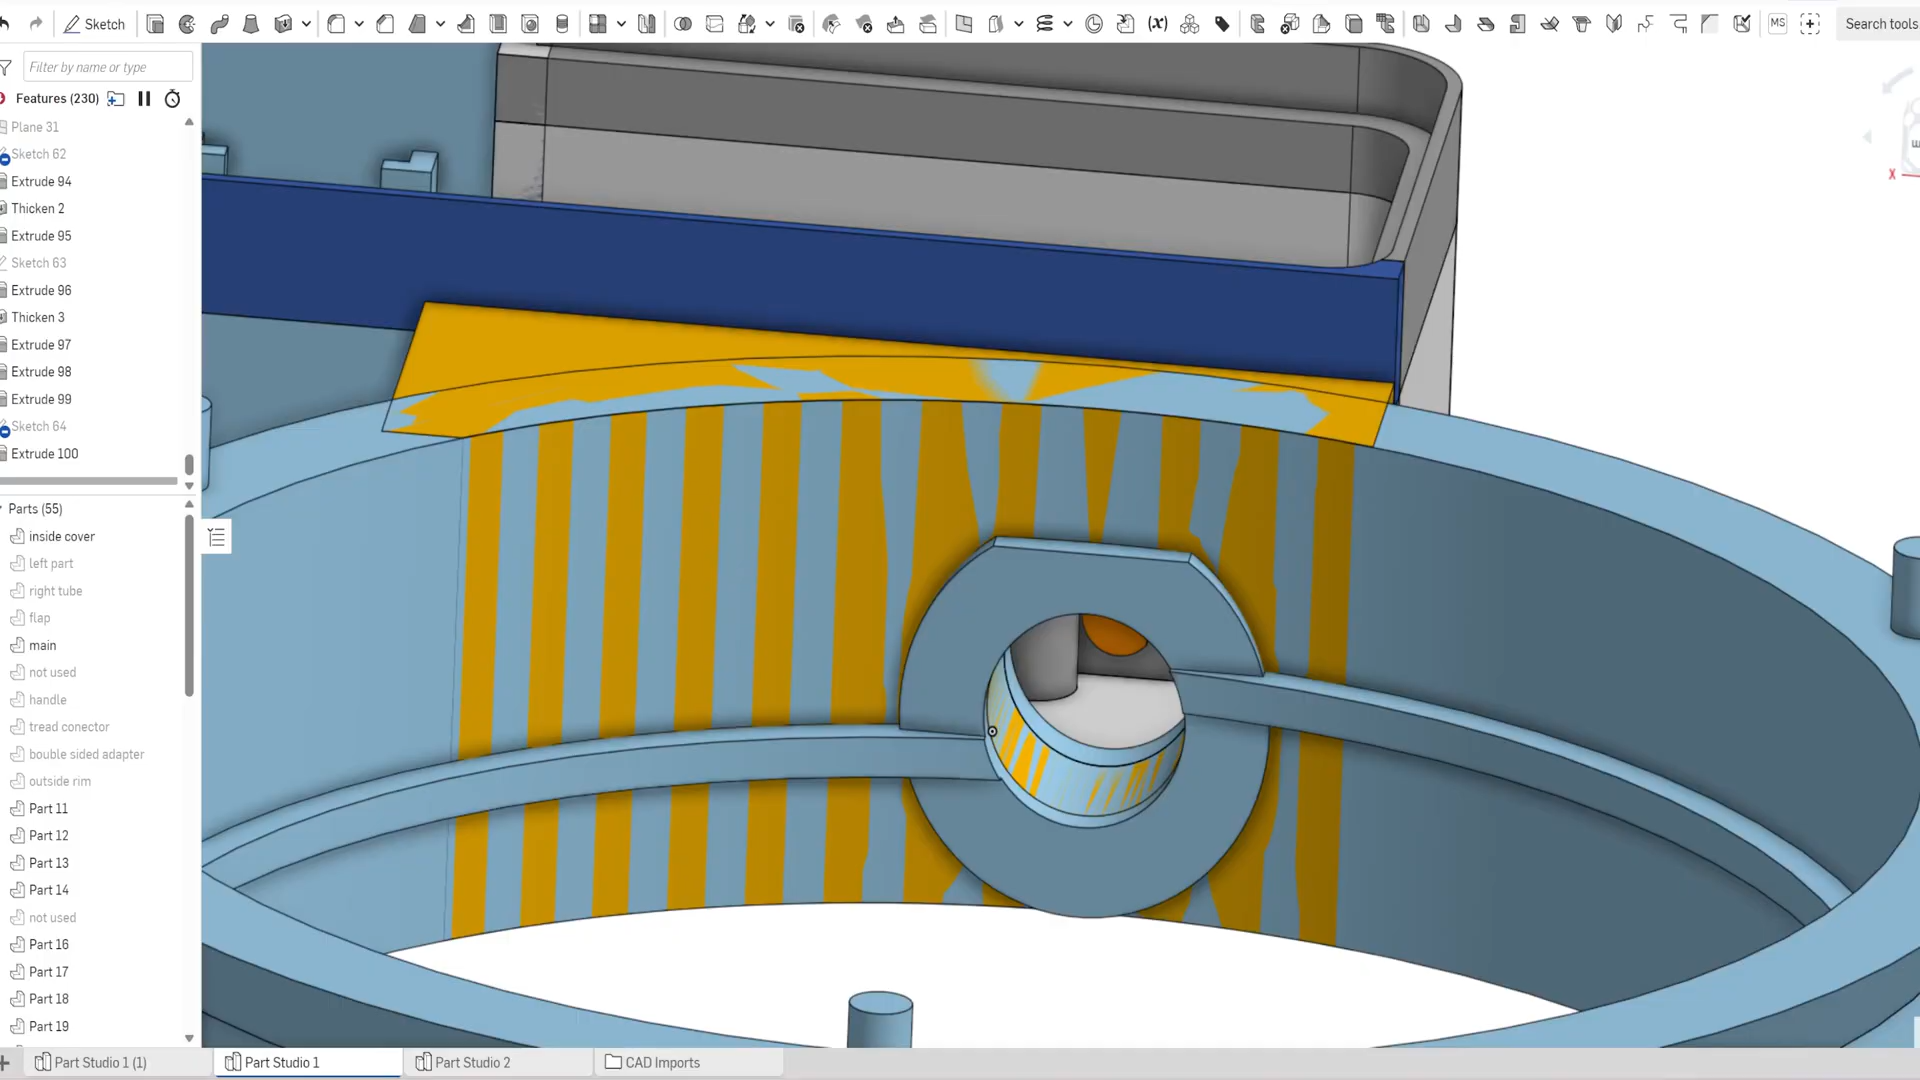 Sketch
(x)
MS
Search tools
Filter by name or type
Features (230)
Plane 31
Sketch 62
Extrude 94
Thicken 2
Extrude 95
Sketch 63
Extrude 96
Thicken 3
Extrude 97
Extrude 98
Extrude 99
Sketch 64
Extrude 100
X
Parts (55)
inside cover
left part
right tube
flap
main
not used
handle
tread conector
bouble sided adapter
outside rim
Part 11
Part 12
Part 13
Part 14
not used
Part 16
Part 17
Part 18
Part 19
Part Studio 1 (1)
Part Studio 1
Part Studio 2
CAD Imports